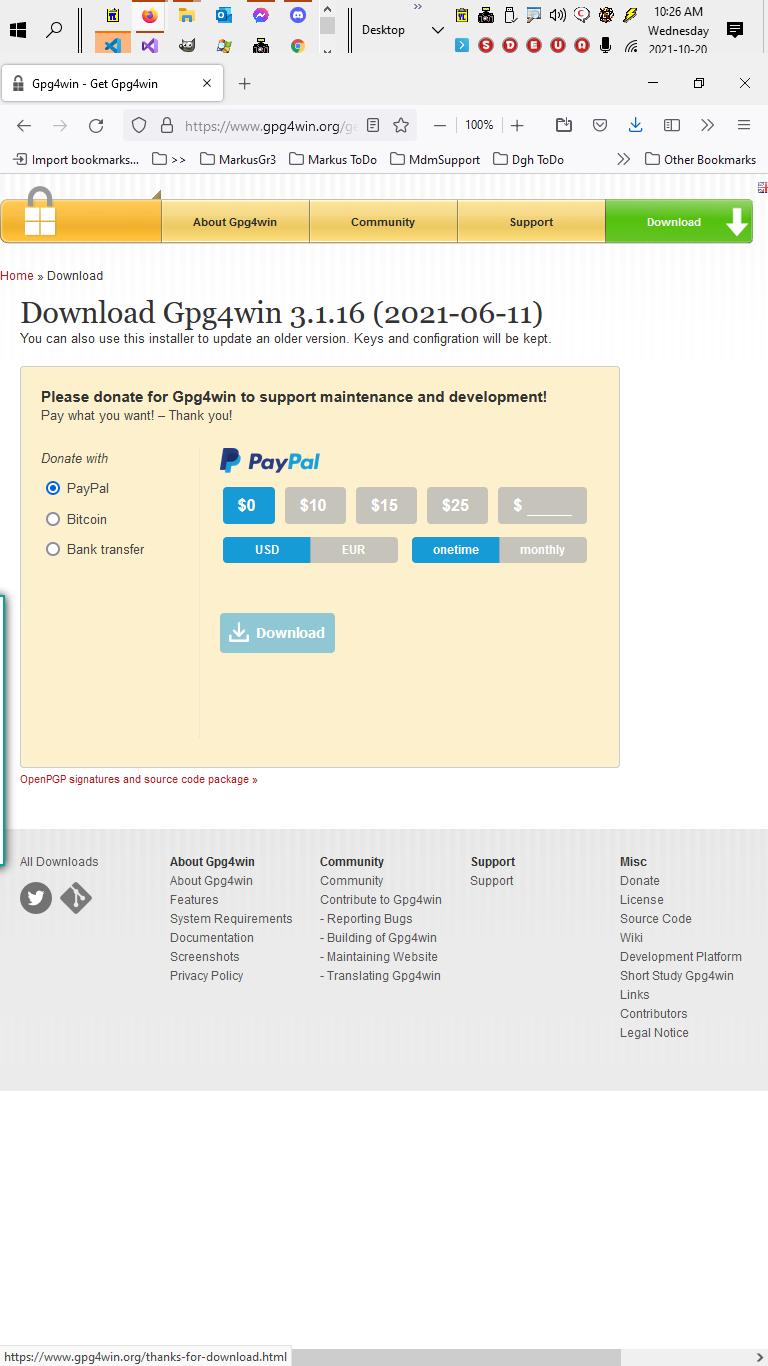 Desktop
10:26 AM
Wednesday
2021-10-20
S D E U A
Gpg4win - Get Gpg4win
https://www.gpg4win.org/ge
100%
Import bookmarks...
>>
MarkusGr3
Markus ToDo
MdmSupport
Dgh ToDo
Other Bookmarks
About Gpg4win
Community
Support
Download
Home » Download
Download Gpg4win 3.1.16 (2021-06-11)
You can also use this installer to update an older version. Keys and configration will be kept.
Please donate for Gpg4win to support maintenance and development!
Pay what you want! – Thank you!
Donate with
PayPal
Bitcoin
Bank transfer
PayPal
$0 $10 $15 $25 $ _____
USD EUR onetime monthly
Download
OpenPGP signatures and source code package »
All Downloads
About Gpg4win
About Gpg4win
Features
System Requirements
Documentation
Screenshots
Privacy Policy
Community
Community
Contribute to Gpg4win
- Reporting Bugs
- Building of Gpg4win
- Maintaining Website
- Translating Gpg4win
Support
Support
Misc
Donate
License
Source Code
Wiki
Development Platform
Short Study Gpg4win
Links
Contributors
Legal Notice
https://www.gpg4win.org/thanks-for-download.html